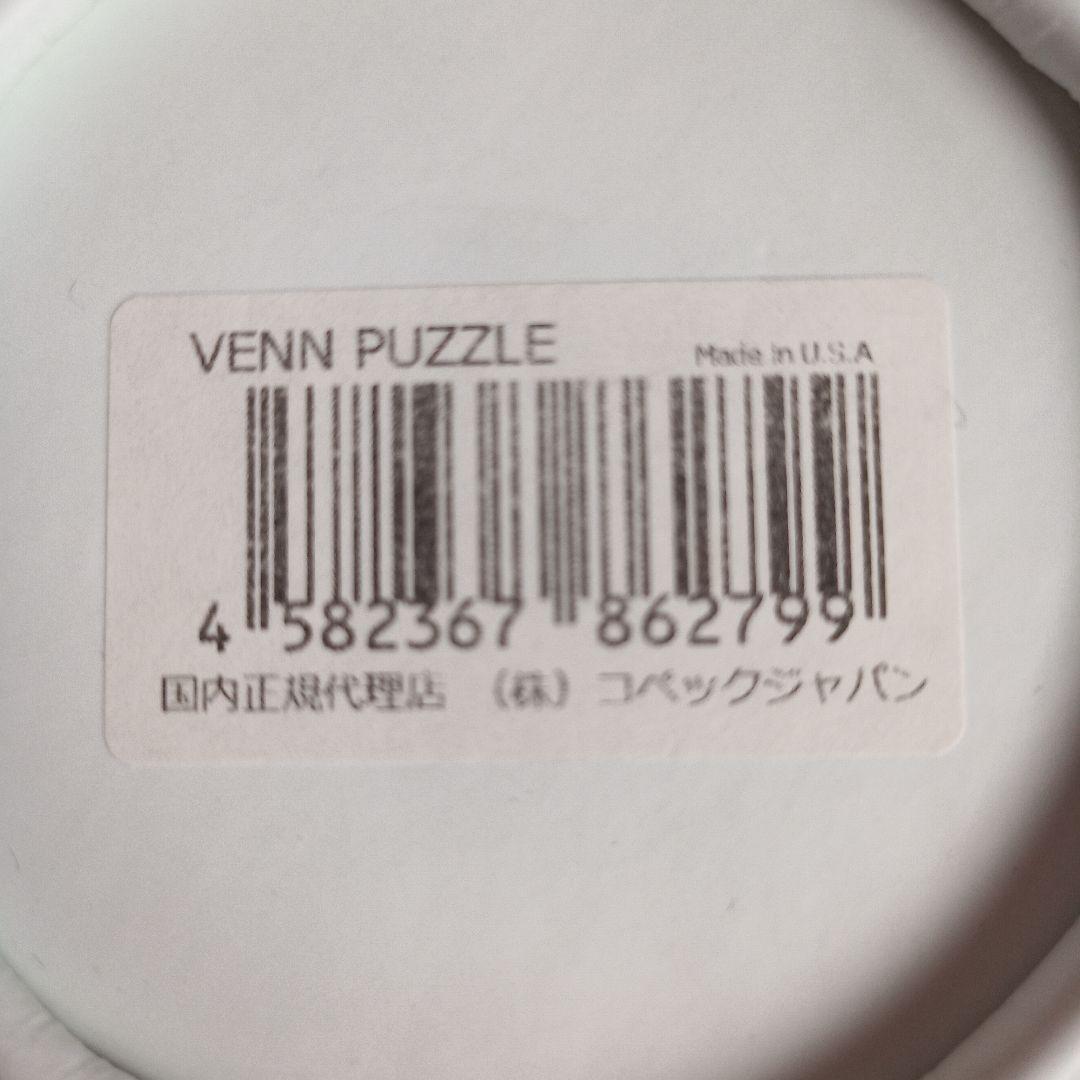 VENN PUZZLE
Made in U.S.A
4 582367 862799
国内正規代理店 （株）コペックジャパン